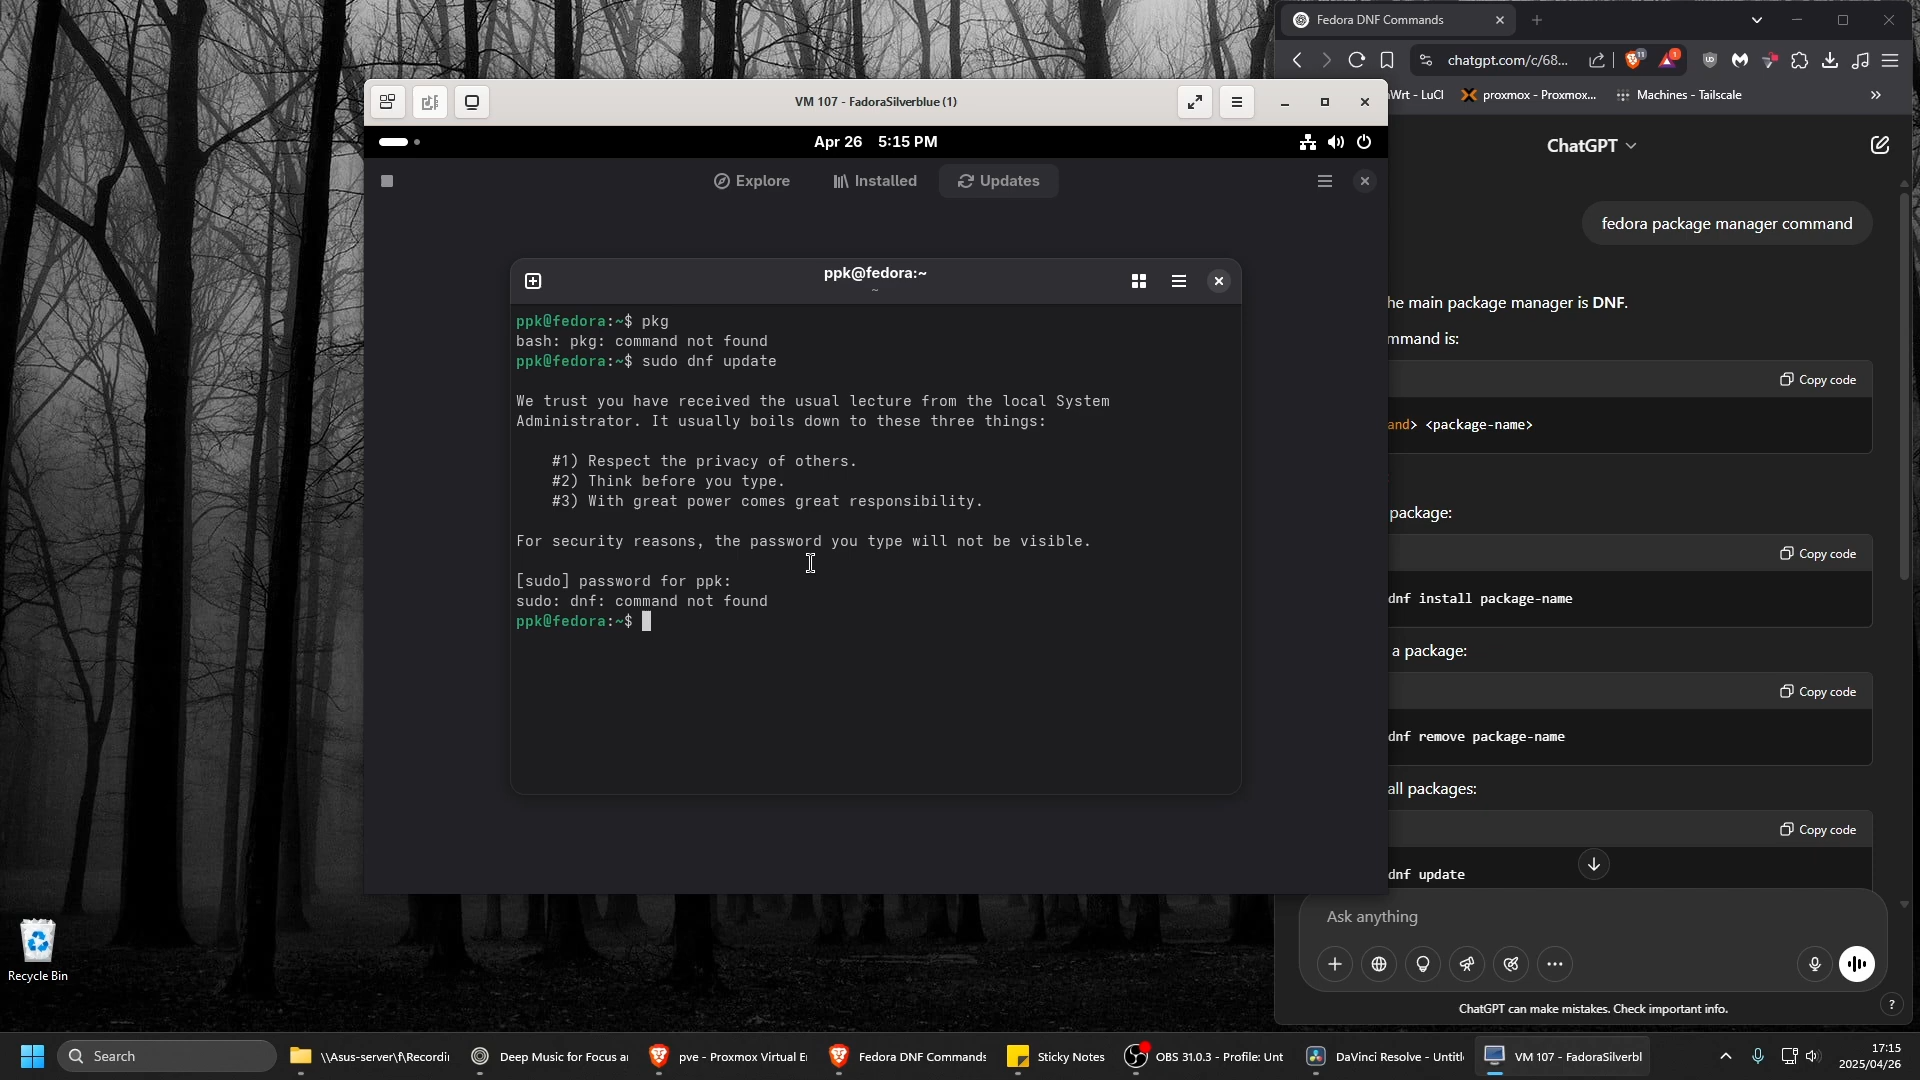 Fedora DNF Commands
chatgpt.com/c/68...
11
1
Wrt - LuCI
proxmox - Proxmox...
Machines - Tailscale
»
VM 107 - FadoraSilverblue (1)
Apr 26 5:15 PM
Explore
Installed
Updates
ppk@fedora:~
~
ppk@fedora:~$ pkg
bash: pkg: command not found
ppk@fedora:~$ sudo dnf update
We trust you have received the usual lecture from the local System
Administrator. It usually boils down to these three things:
#1) Respect the privacy of others.
#2) Think before you type.
#3) With great power comes great responsibility.
For security reasons, the password you type will not be visible.
[sudo] password for ppk:
sudo: dnf: command not found
ppk@fedora:~$
ChatGPT
fedora package manager command
he main package manager is DNF.
mmand is:
Copy code
and> <package-name>
package:
Copy code
dnf install package-name
a package:
Copy code
dnf remove package-name
all packages:
Copy code
dnf update
Ask anything
ChatGPT can make mistakes. Check important info.
?
Recycle Bin
Search
\\Asus-server\f\Recordi
Deep Music for Focus a
pve - Proxmox Virtual E
Fedora DNF Commands
Sticky Notes
OBS 31.0.3 - Profile: Unt
DaVinci Resolve - Untitl
VM 107 - FadoraSilverbl
17:15
2025/04/26